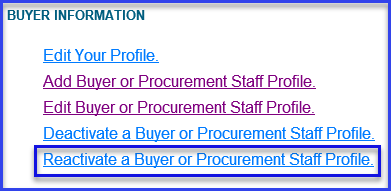 BUYER INFORMATION
Edit Your Profile.
Add Buyer or Procurement Staff Profile.
Edit Buyer or Procurement Staff Profile.
Deactivate a Buyer or Procurement Staff Profile.
Reactivate a Buyer or Procurement Staff Profile.